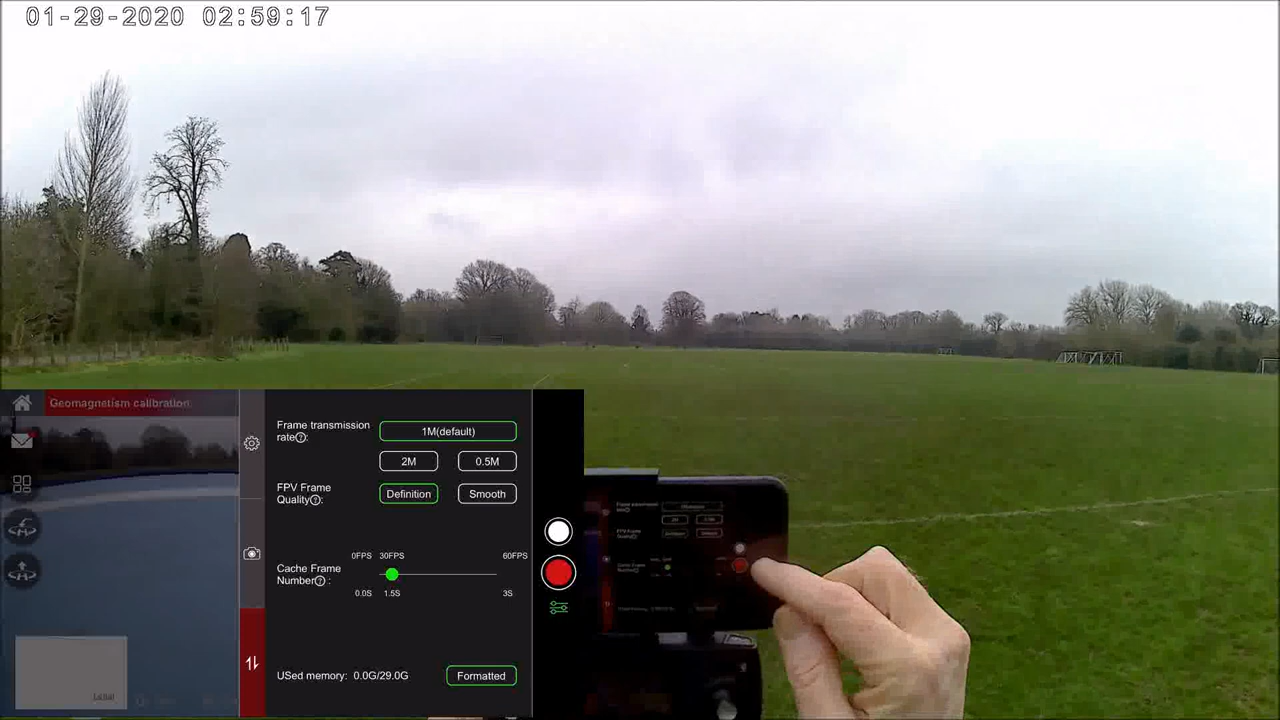 01-29-2020 02:59:17
Geomagnetism calibration
Frame transmission
rate?:
1M(default)
2M
0.5M
FPV Frame
Quality?:
Definition
Smooth
0FPS 30FPS 60FPS
Cache Frame
Number? :
0.0S 1.5S 3S
USed memory: 0.0G/29.0G
Formatted
Legal